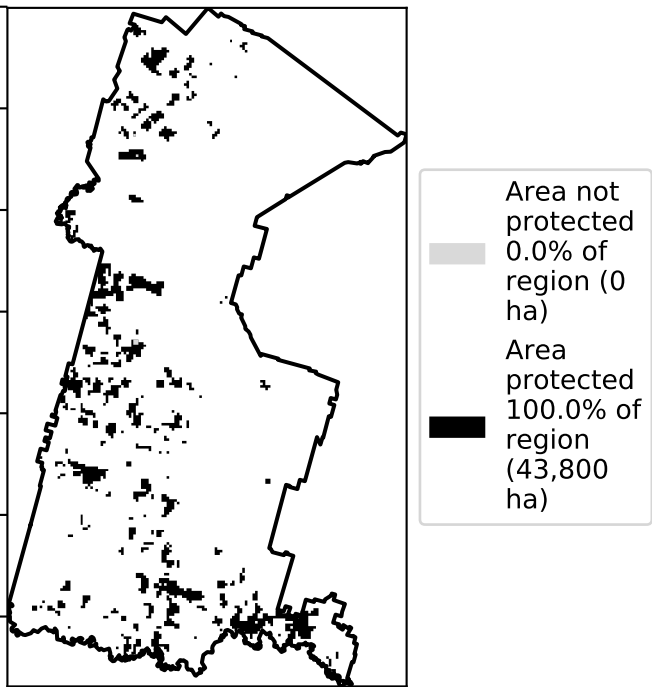 Area not
protected
0.0% of
region (0
ha)
Area
protected
100.0% of
region
(43,800
ha)